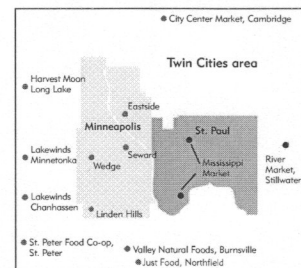 City Center Market, Cambridge
Twin Cities area
Harvest Moon
Long Lake
Eastside
Minneapolis
St. Paul
Lakewinds
Minnetonka
Wedge
Seward
Mississippi
Market
River
Market,
Stillwater
Lakewinds
Chanhassen
Linden Hills
St. Peter Food Co-op,
St. Peter
Valley Natural Foods, Burnsville
Just Food, Northfield